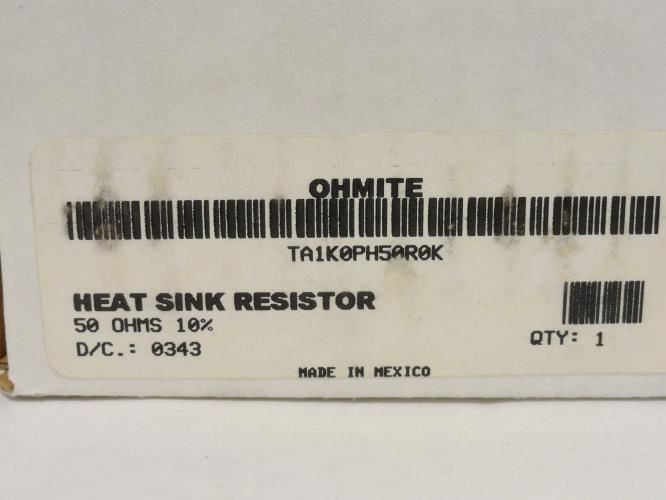 OHMITE
TA1K0PH50R0K
HEAT SINK RESISTOR
50 OHMS 10%
D/C.: 0343
QTY: 1
MADE IN MEXICO